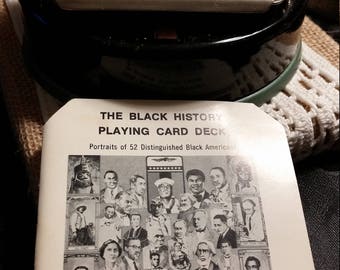 THE BLACK HISTORY
PLAYING CARD DECK
Portraits of 52 Distinguished Black Americans